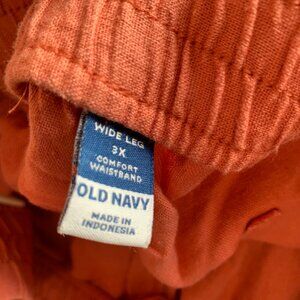 WIDE LEG
3X
COMFORT
WAISTBAND
OLD NAVY
MADE IN
INDONESIA